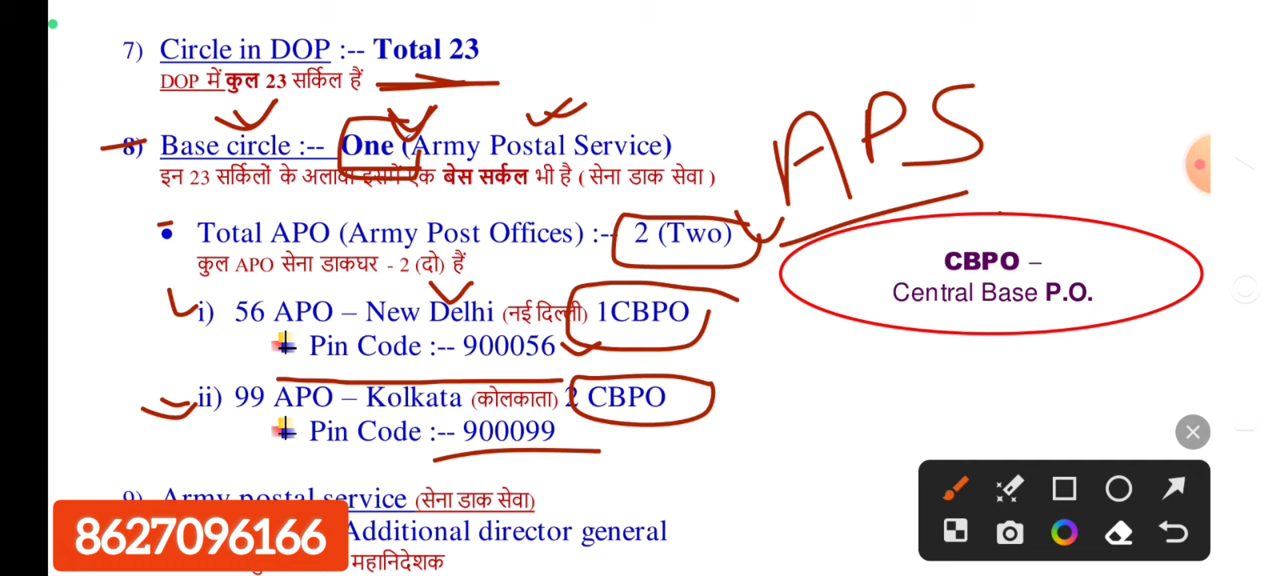 7) Circle in DOP :-- Total 23
DOP में कुल 23 सर्किल हैं
8) Base circle :-- One (Army Postal Service)
इन 23 सर्किलों के अलावा इसमें एक बेस सर्कल भी है ( सेना डाक सेवा )
APS
• Total APO (Army Post Offices) :-- 2 (Two)
कुल APO सेना डाकघर - 2 (दो) हैं
CBPO –
Central Base P.O.
i) 56 APO – New Delhi (नई दिल्ली) 1CBPO
Pin Code :-- 900056
ii) 99 APO – Kolkata (कोलकाता) 2 CBPO
Pin Code :-- 900099
9) Army postal service (सेना डाक सेवा)
8627096166
Additional director general
महानिदेशक